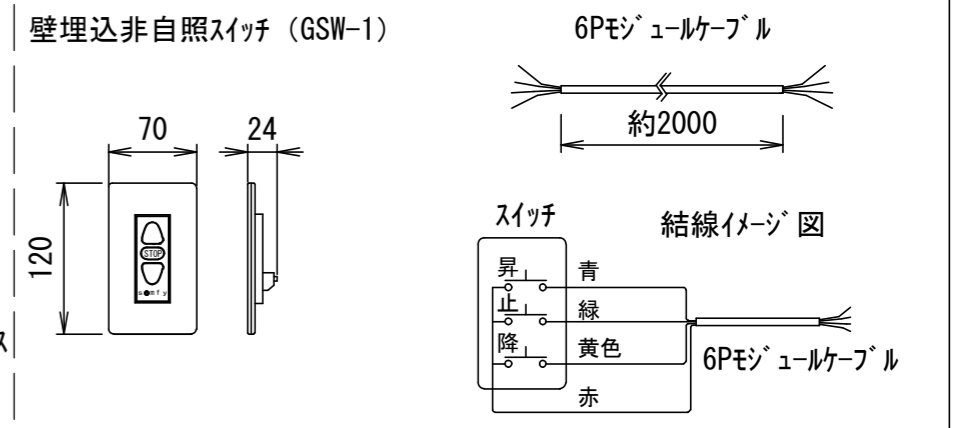 壁埋込非自照ｽｲｯﾁ（GSW-1）
70
24
120
STOP
somfy
ｽ
6Pﾓｼﾞｭｰﾙｹｰﾌﾞﾙ
約2000
ｽｲｯﾁ
結線ｲﾒｰｼﾞ図
昇
青
止
緑
降
黄色
赤
6Pﾓｼﾞｭｰﾙｹｰﾌﾞﾙ